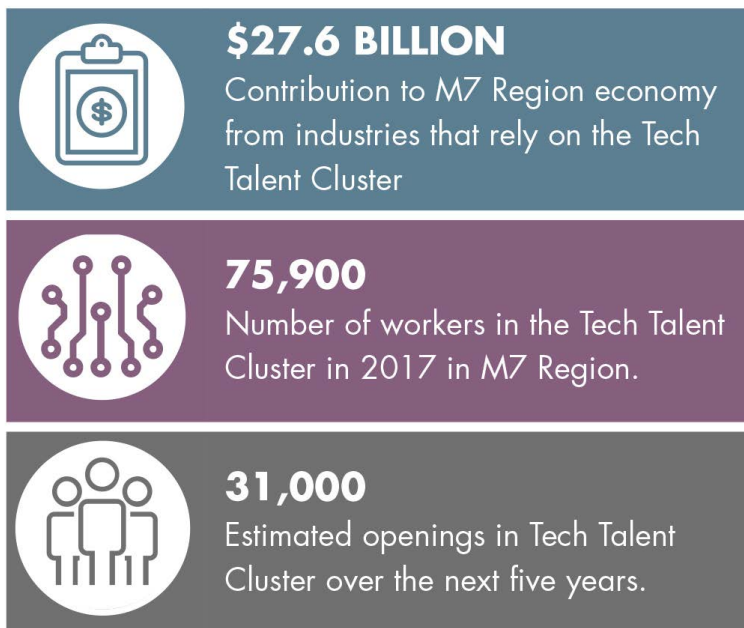 $27.6 BILLION
Contribution to M7 Region economy
from industries that rely on the Tech
Talent Cluster
75,900
Number of workers in the Tech Talent
Cluster in 2017 in M7 Region.
31,000
Estimated openings in Tech Talent
Cluster over the next five years.